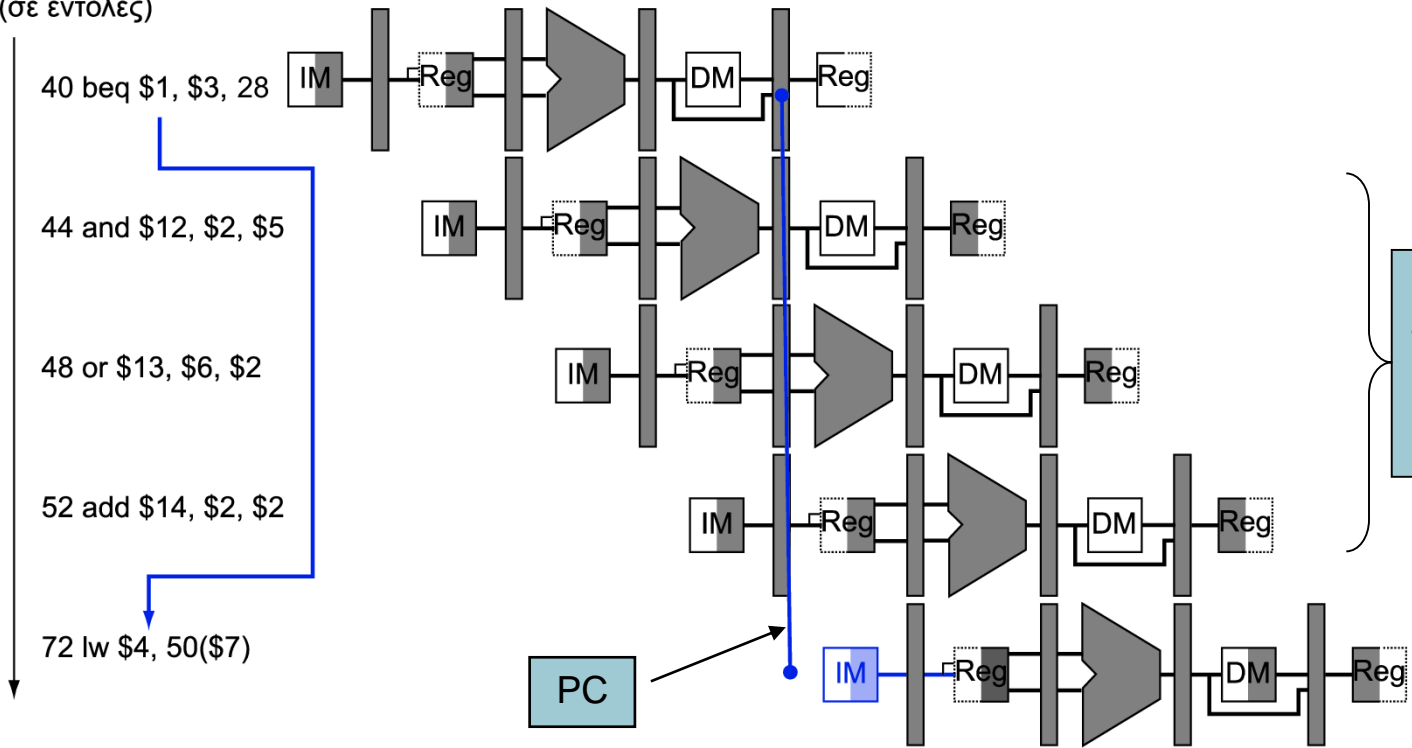 (σε εντολές)
40 beq $1, $3, 28
IM Reg DM Reg
44 and $12, $2, $5
IM Reg DM Reg
48 or $13, $6, $2
IM Reg DM Reg
52 add $14, $2, $2
IM Reg DM Reg
72 lw $4, 50($7)
IM Reg DM Reg
PC